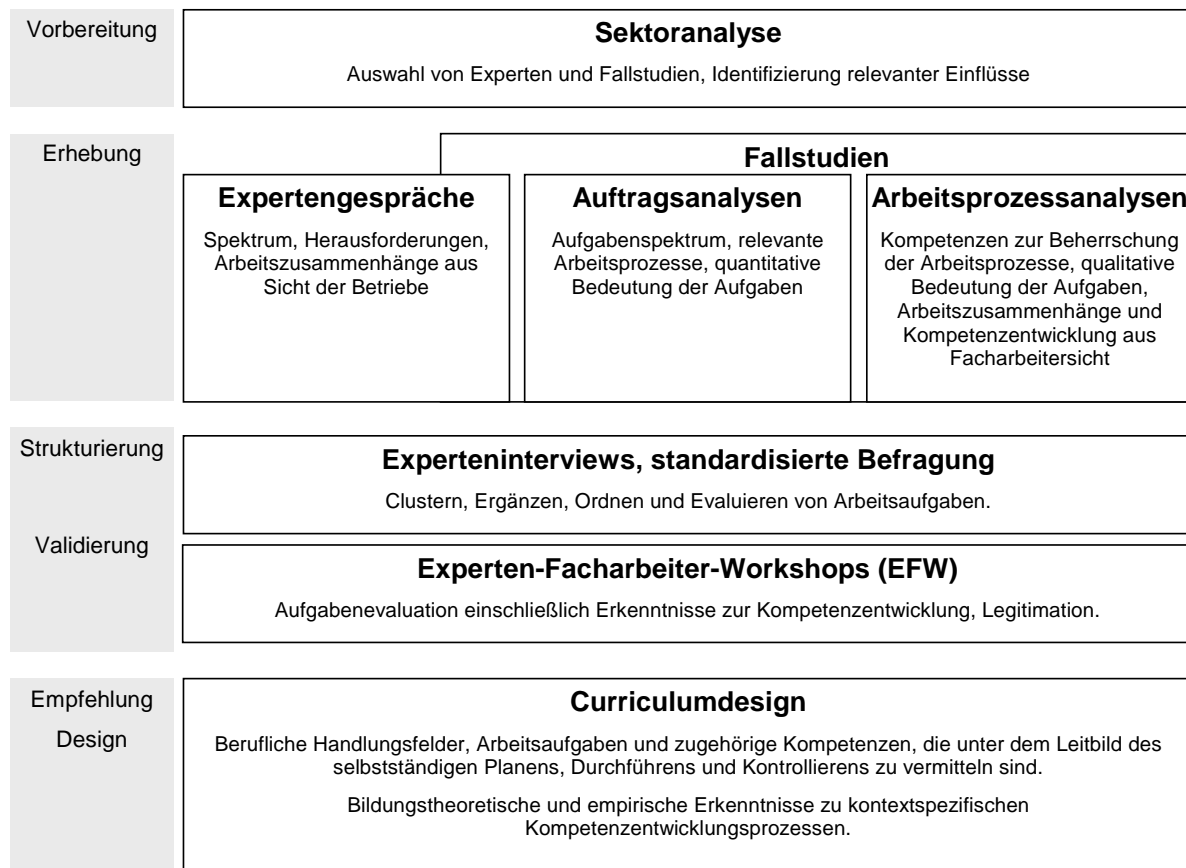 Vorbereitung
Sektoranalyse
Auswahl von Experten und Fallstudien, Identifizierung relevanter Einflüsse
Erhebung
Fallstudien
Expertengespräche
Spektrum, Herausforderungen,
Arbeitszusammenhänge aus
Sicht der Betriebe
Auftragsanalysen
Aufgabenspektrum, relevante
Arbeitsprozesse, quantitative
Bedeutung der Aufgaben
Arbeitsprozessanalysen
Kompetenzen zur Beherrschung
der Arbeitsprozesse, qualitative
Bedeutung der Aufgaben,
Arbeitszusammenhänge und
Kompetenzentwicklung aus
Facharbeitersicht
Strukturierung
Experteninterviews, standardisierte Befragung
Clustern, Ergänzen, Ordnen und Evaluieren von Arbeitsaufgaben.
Validierung
Experten-Facharbeiter-Workshops (EFW)
Aufgabenevaluation einschließlich Erkenntnisse zur Kompetenzentwicklung, Legitimation.
Empfehlung
Design
Curriculumdesign
Berufliche Handlungsfelder, Arbeitsaufgaben und zugehörige Kompetenzen, die unter dem Leitbild des
selbstständigen Planens, Durchführens und Kontrollierens zu vermitteln sind.
Bildungstheoretische und empirische Erkenntnisse zu kontextspezifischen
Kompetenzentwicklungsprozessen.